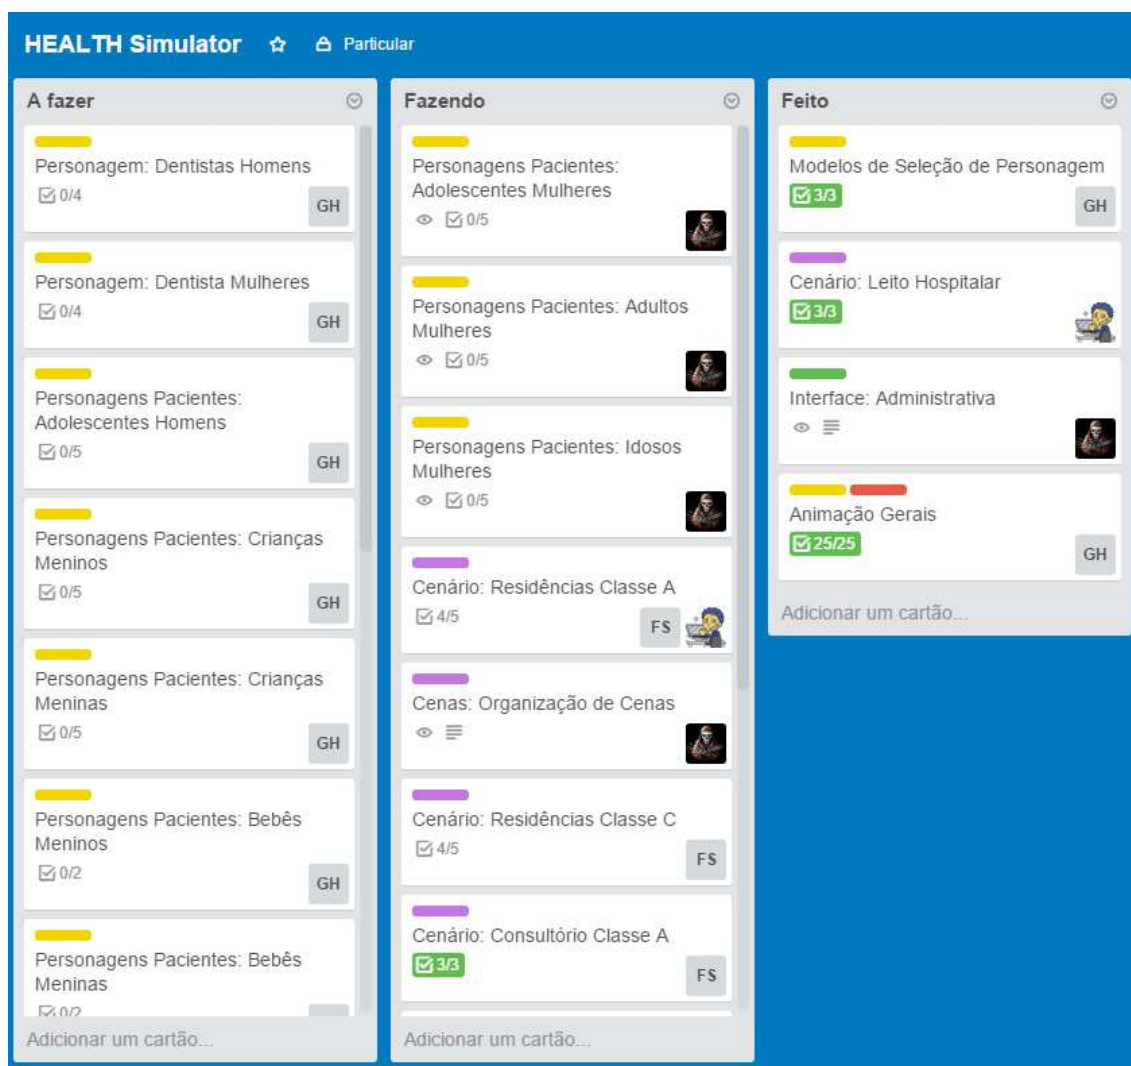 HEALTH Simulator
Particular
A fazer
Personagem: Dentistas Homens
0/4
GH
Personagem: Dentista Mulheres
0/4
GH
Personagens Pacientes:
Adolescentes Homens
0/5
GH
Personagens Pacientes: Crianças
Meninos
0/5
GH
Personagens Pacientes: Crianças
Meninas
0/5
GH
Personagens Pacientes: Bebês
Meninos
0/2
GH
Personagens Pacientes: Bebês
Meninas
0/2
Adicionar um cartão...
Fazendo
Personagens Pacientes:
Adolescentes Mulheres
0/5
Personagens Pacientes: Adultos
Mulheres
0/5
Personagens Pacientes: Idosos
Mulheres
0/5
Cenário: Residências Classe A
4/5
FS
Cenas: Organização de Cenas
Cenário: Residências Classe C
4/5
FS
Cenário: Consultório Classe A
3/3
FS
Adicionar um cartão...
Feito
Modelos de Seleção de Personagem
3/3
GH
Cenário: Leito Hospitalar
3/3
Interface: Administrativa
Animação Gerais
25/25
GH
Adicionar um cartão...